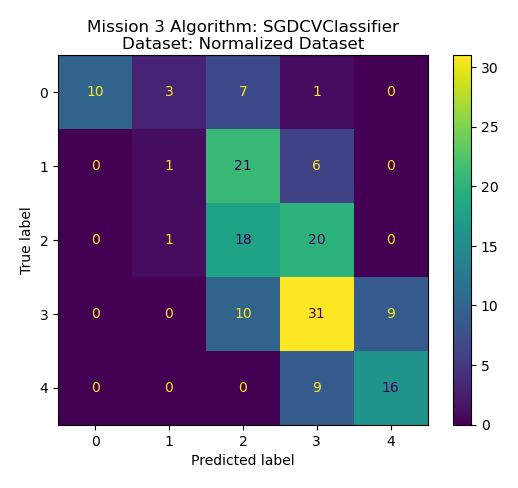 Mission 3 Algorithm: SGDCVClassifier
Dataset: Normalized Dataset
0 10 3 7 1 0
1 0 1 21 6 0
2 0 1 18 20 0
3 0 0 10 31 9
4 0 0 0 9 16
0 1 2 3 4
True label
Predicted label
30
25
20
15
10
5
0